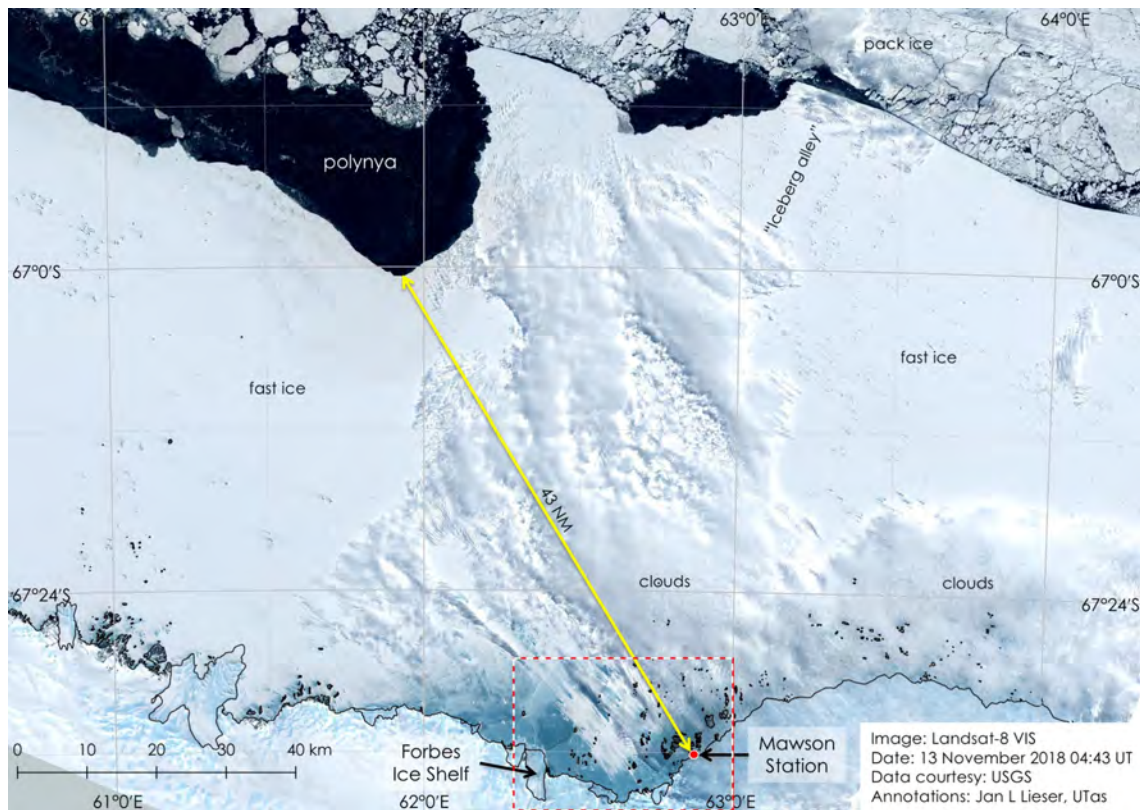 62°0'E
63°0'E
64°0'E
pack ice
polynya
"Iceberg alley"
67°0'S
67°0'S
fast ice
fast ice
43 NM
clouds
clouds
67°24'S
67°24'S
0 10 20 30 40 km
Forbes
Ice Shelf
Mawson
Station
Image: Landsat-8 VIS
Date: 13 November 2018 04:43 UT
Data courtesy: USGS
Annotations: Jan L Lieser, UTas
61°0'E
62°0'E
63°0'E